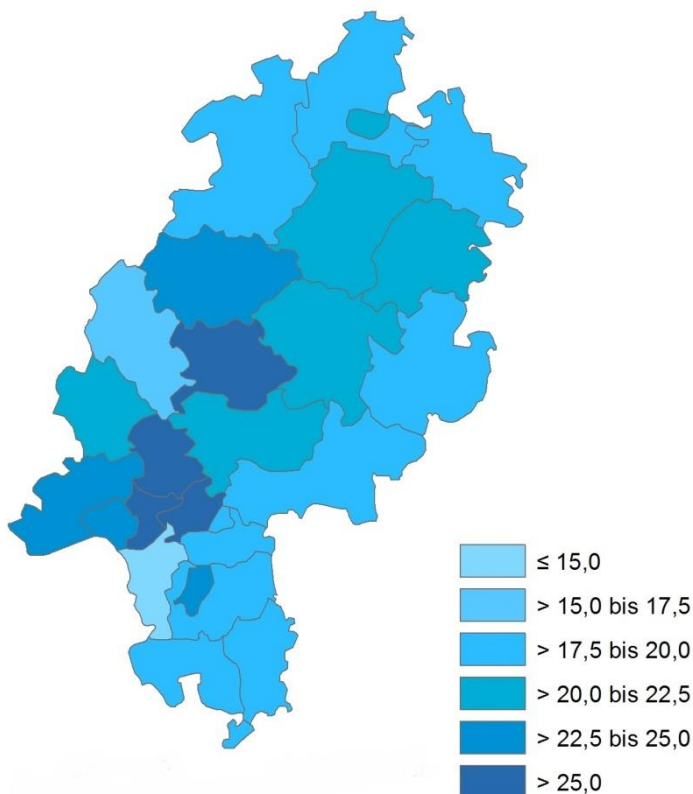 ≤ 15,0
> 15,0 bis 17,5
> 17,5 bis 20,0
> 20,0 bis 22,5
> 22,5 bis 25,0
> 25,0